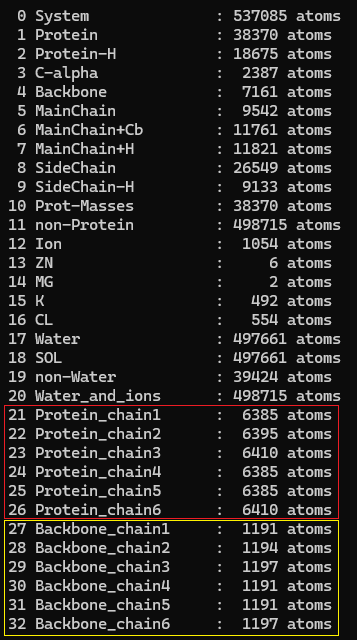 0 System : 537085 atoms
1 Protein : 38370 atoms
2 Protein-H : 18675 atoms
3 C-alpha : 2387 atoms
4 Backbone : 7161 atoms
5 MainChain : 9542 atoms
6 MainChain+Cb : 11761 atoms
7 MainChain+H : 11821 atoms
8 SideChain : 26549 atoms
9 SideChain-H : 9133 atoms
10 Prot-Masses : 38370 atoms
11 non-Protein : 498715 atoms
12 Ion : 1054 atoms
13 ZN : 6 atoms
14 MG : 2 atoms
15 K : 492 atoms
16 CL : 554 atoms
17 Water : 497661 atoms
18 SOL : 497661 atoms
19 non-Water : 39424 atoms
20 Water_and_ions : 498715 atoms
21 Protein_chain1 : 6385 atoms
22 Protein_chain2 : 6395 atoms
23 Protein_chain3 : 6410 atoms
24 Protein_chain4 : 6385 atoms
25 Protein_chain5 : 6385 atoms
26 Protein_chain6 : 6410 atoms
27 Backbone_chain1 : 1191 atoms
28 Backbone_chain2 : 1194 atoms
29 Backbone_chain3 : 1197 atoms
30 Backbone_chain4 : 1191 atoms
31 Backbone_chain5 : 1191 atoms
32 Backbone_chain6 : 1197 atoms